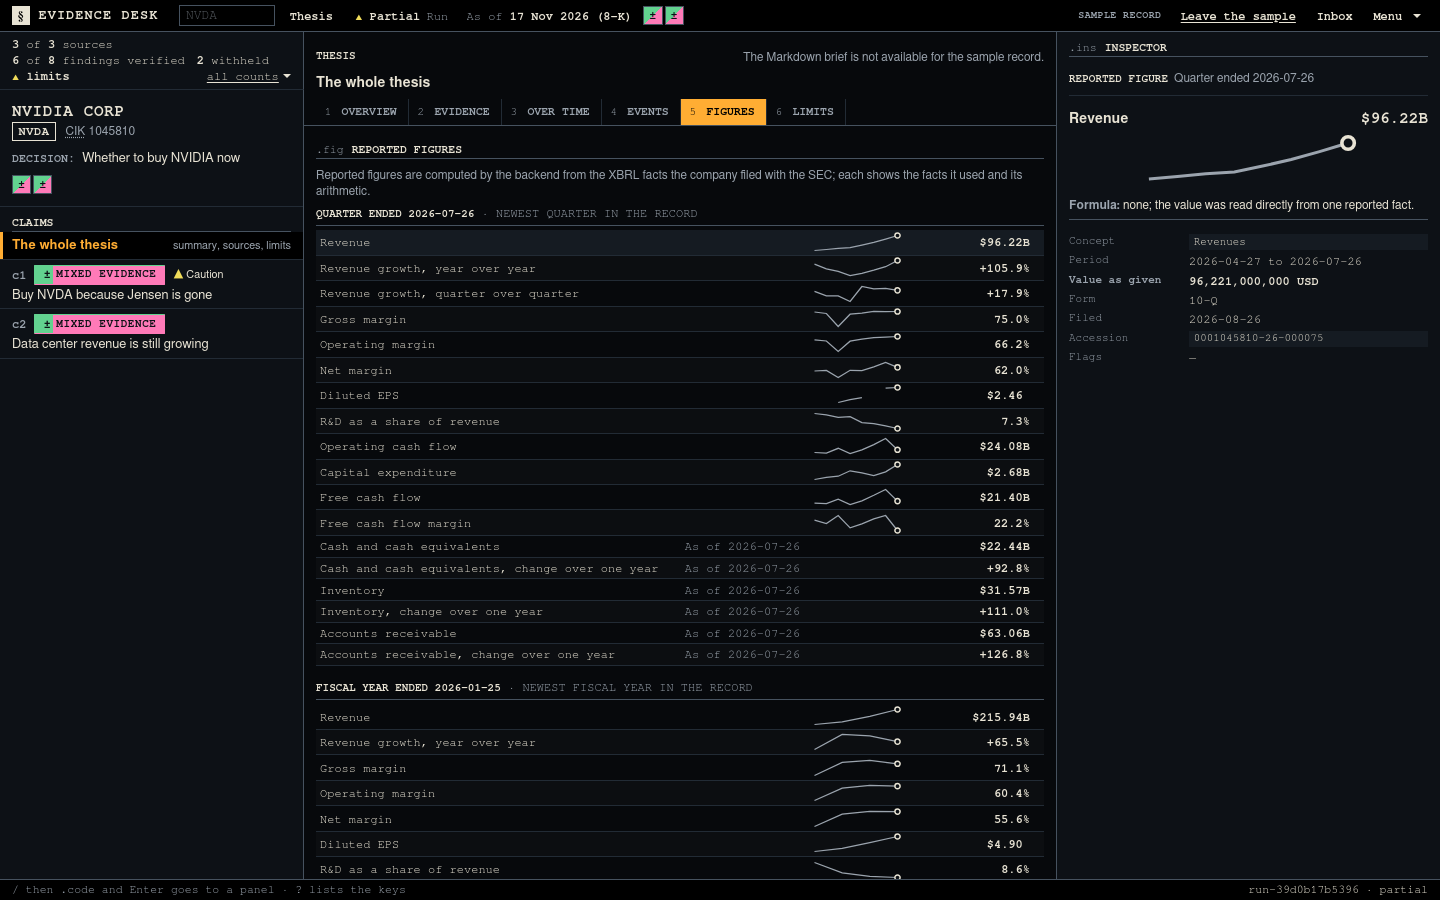 § EVIDENCE DESK NVDA Thesis ▲ Partial Run As of 17 Nov 2026 (8-K) ± ± SAMPLE RECORD Leave the sample Inbox Menu
3 of 3 sources
6 of 8 findings verified 2 withheld
▲ limits all counts
NVIDIA CORP
NVDA CIK 1045810
DECISION: Whether to buy NVIDIA now
± ±
CLAIMS
The whole thesis summary, sources, limits
c1 ± MIXED EVIDENCE ▲ Caution
Buy NVDA because Jensen is gone
c2 ± MIXED EVIDENCE
Data center revenue is still growing
THESIS The Markdown brief is not available for the sample record.
The whole thesis
1 OVERVIEW 2 EVIDENCE 3 OVER TIME 4 EVENTS 5 FIGURES 6 LIMITS
.fig REPORTED FIGURES
Reported figures are computed by the backend from the XBRL facts the company filed with the SEC; each shows the facts it used and its
arithmetic.
QUARTER ENDED 2026-07-26 · NEWEST QUARTER IN THE RECORD
Revenue $96.22B
Revenue growth, year over year +105.9%
Revenue growth, quarter over quarter +17.9%
Gross margin 75.0%
Operating margin 66.2%
Net margin 62.0%
Diluted EPS $2.46
R&D as a share of revenue 7.3%
Operating cash flow $24.08B
Capital expenditure $2.68B
Free cash flow $21.40B
Free cash flow margin 22.2%
Cash and cash equivalents As of 2026-07-26 $22.44B
Cash and cash equivalents, change over one year As of 2026-07-26 +92.8%
Inventory As of 2026-07-26 $31.57B
Inventory, change over one year As of 2026-07-26 +111.0%
Accounts receivable As of 2026-07-26 $63.06B
Accounts receivable, change over one year As of 2026-07-26 +126.8%
FISCAL YEAR ENDED 2026-01-25 · NEWEST FISCAL YEAR IN THE RECORD
Revenue $215.94B
Revenue growth, year over year +65.5%
Gross margin 71.1%
Operating margin 60.4%
Net margin 55.6%
Diluted EPS $4.90
R&D as a share of revenue 8.6%
.ins INSPECTOR
REPORTED FIGURE Quarter ended 2026-07-26
Revenue $96.22B
Formula: none; the value was read directly from one reported fact.
Concept Revenues
Period 2026-04-27 to 2026-07-26
Value as given 96,221,000,000 USD
Form 10-Q
Filed 2026-08-26
Accession 0001045810-26-000075
Flags —
/ then .code and Enter goes to a panel · ? lists the keys run-39d0b17b5396 · partial